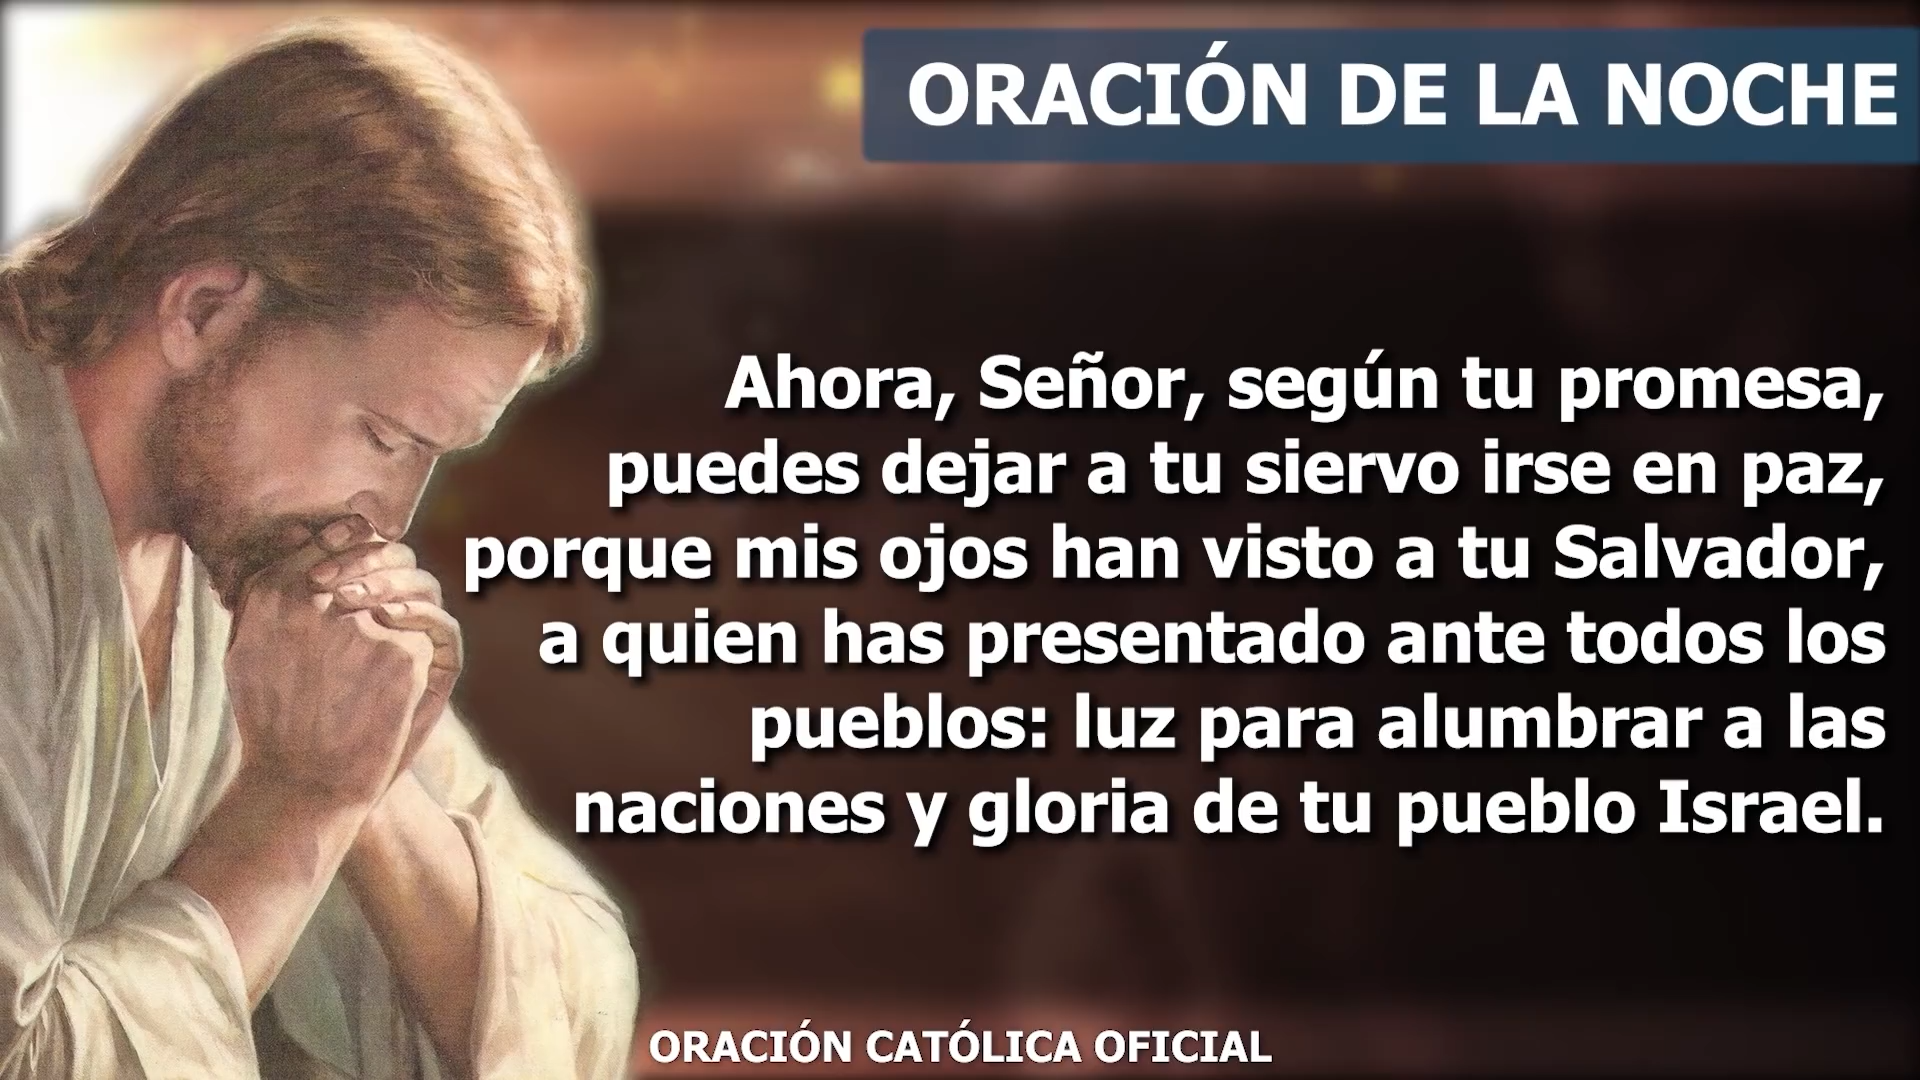 ORACIÓN DE LA NOCHE
Ahora, Señor, según tu promesa,
puedes dejar a tu siervo irse en paz,
porque mis ojos han visto a tu Salvador,
a quien has presentado ante todos los
pueblos: luz para alumbrar a las
naciones y gloria de tu pueblo Israel.
ORACIÓN CATÓLICA OFICIAL